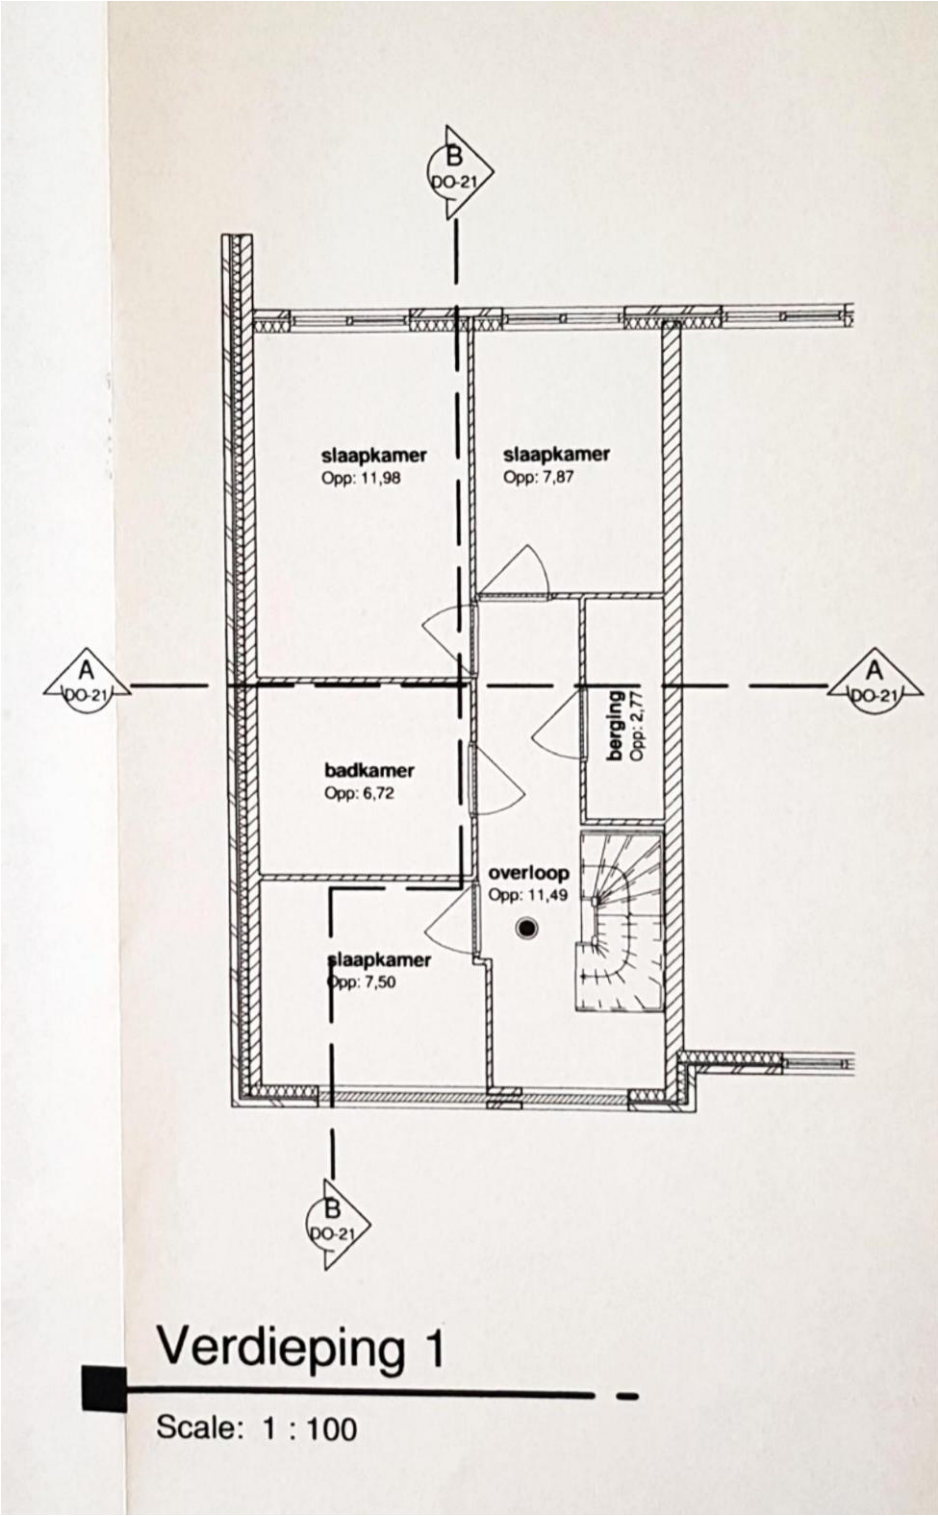 B
DO-21
slaapkamer
Opp: 11,98
slaapkamer
Opp: 7,87
A
DO-21
A
DO-21
berging
Opp: 2,77
badkamer
Opp: 6,72
overloop
Opp: 11,49
slaapkamer
Opp: 7,50
B
DO-21
Verdieping 1
Scale: 1 : 100